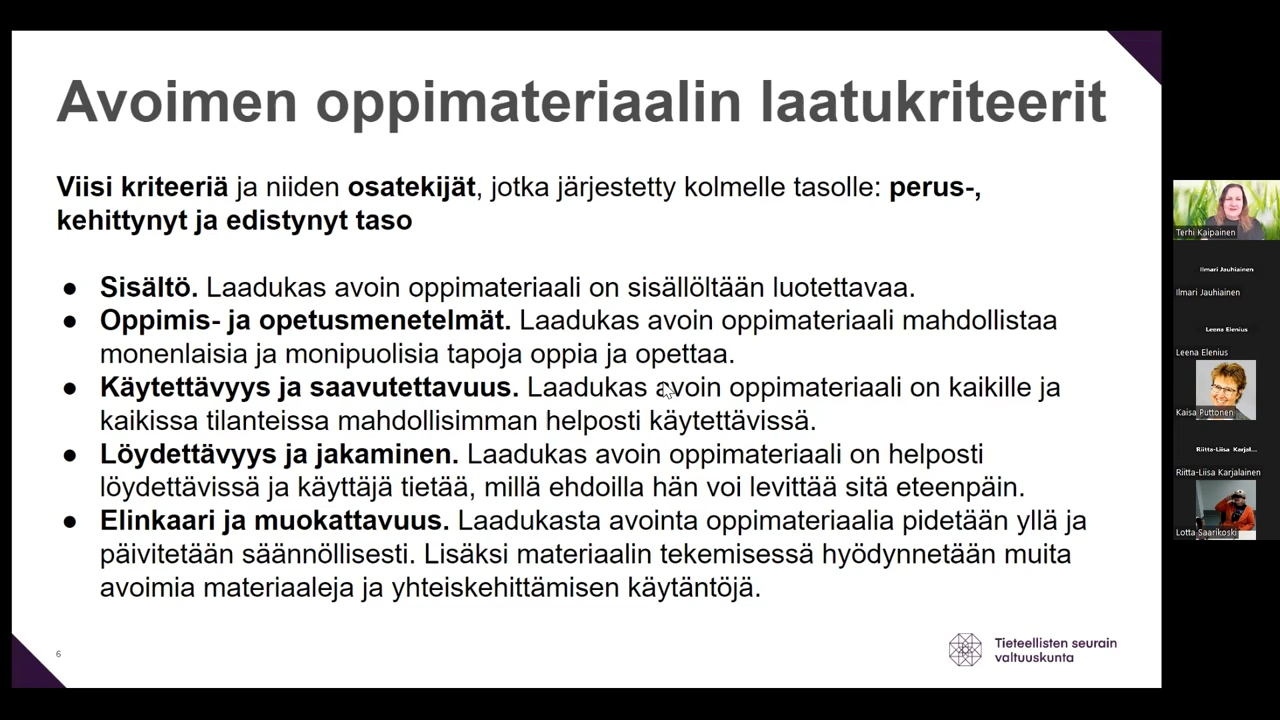 Avoimen oppimateriaalin laatukriteerit
Viisi kriteeriä ja niiden osatekijät, jotka järjestetty kolmelle tasolle: perus-,
kehittynyt ja edistynyt taso
● Sisältö. Laadukas avoin oppimateriaali on sisällöltään luotettavaa.
● Oppimis- ja opetusmenetelmät. Laadukas avoin oppimateriaali mahdollistaa
monenlaisia ja monipuolisia tapoja oppia ja opettaa.
● Käytettävyys ja saavutettavuus. Laadukas avoin oppimateriaali on kaikille ja
kaikissa tilanteissa mahdollisimman helposti käytettävissä.
● Löydettävyys ja jakaminen. Laadukas avoin oppimateriaali on helposti
löydettävissä ja käyttäjä tietää, millä ehdoilla hän voi levittää sitä eteenpäin.
● Elinkaari ja muokattavuus. Laadukasta avointa oppimateriaalia pidetään yllä ja
päivitetään säännöllisesti. Lisäksi materiaalin tekemisessä hyödynnetään muita
avoimia materiaaleja ja yhteiskehittämisen käytäntöjä.
6
Tieteellisten seurain
valtuuskunta
Terhi Kaipainen
Ilmari Jauhiainen
Ilmari Jauhiainen
Leena Elenius
Leena Elenius
Kaisa Puttonen
Riitta-Liisa Karjal...
Riitta-Liisa Karjalainen
Lotta Saarikoski